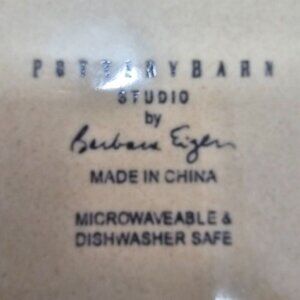 POTTERYBARN
STUDIO
by
Barbara Eigen
MADE IN CHINA
MICROWAVEABLE &
DISHWASHER SAFE